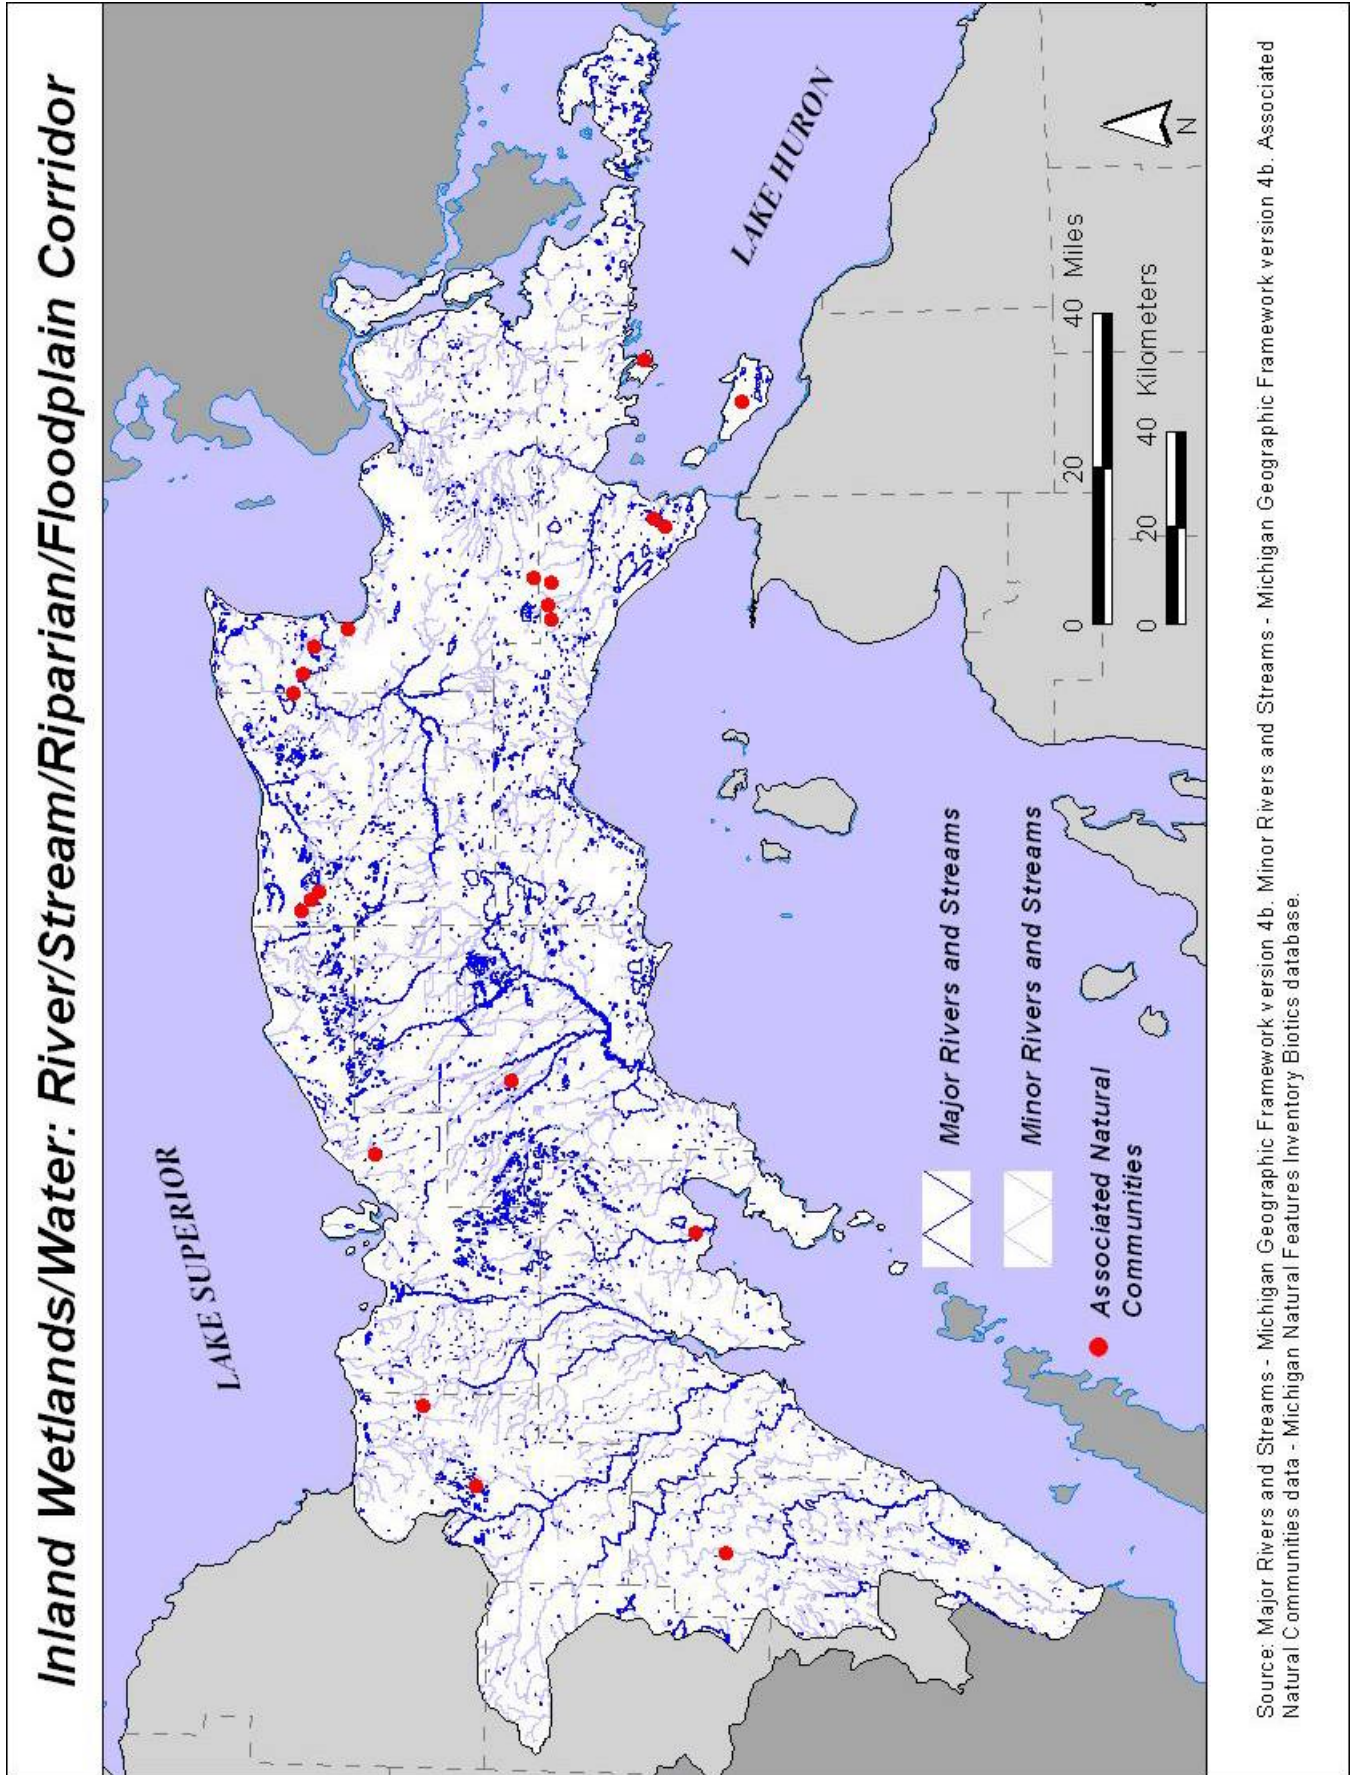 Inland Wetlands/Water: River/Stream/Riparian/Floodplain Corridor
LAKE SUPERIOR
LAKE HURON
Major Rivers and Streams
Minor Rivers and Streams
Associated Natural
Communities
0 20 40 Miles
0 20 40 Kilometers
N
Source: Major Rivers and Streams - Michigan Geographic Framework version 4b. Minor Rivers and Streams - Michigan Geographic Framework version 4b. Associated
Natural Communities data - Michigan Natural Features Inventory Biotics database.